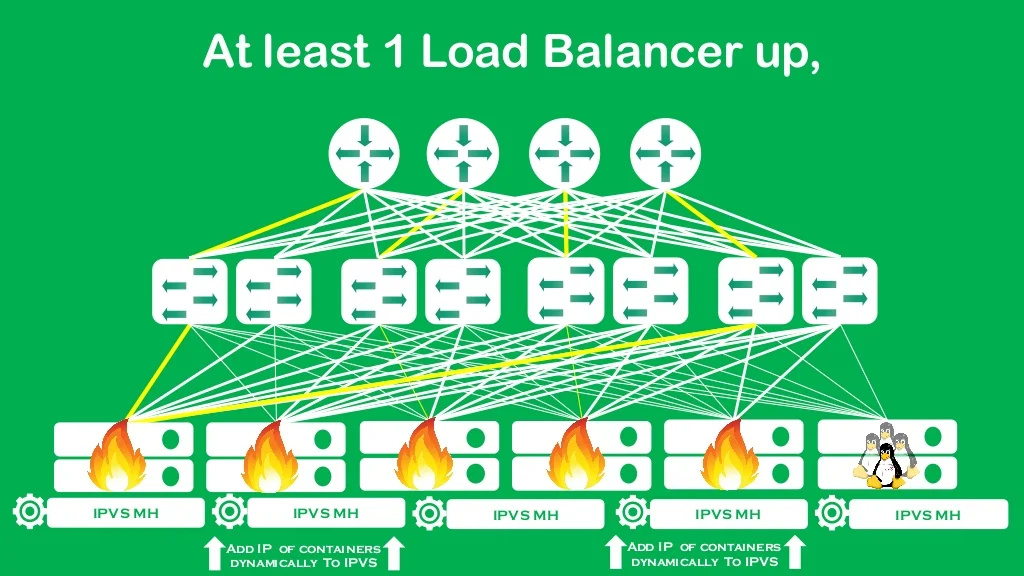 At least 1 Load Balancer up,
IPVS MH
IPVS MH
IPVS MH
IPVS MH
IPVS MH
ADD IP OF CONTAINERS
DYNAMICALLY TO IPVS
ADD IP OF CONTAINERS
DYNAMICALLY TO IPVS